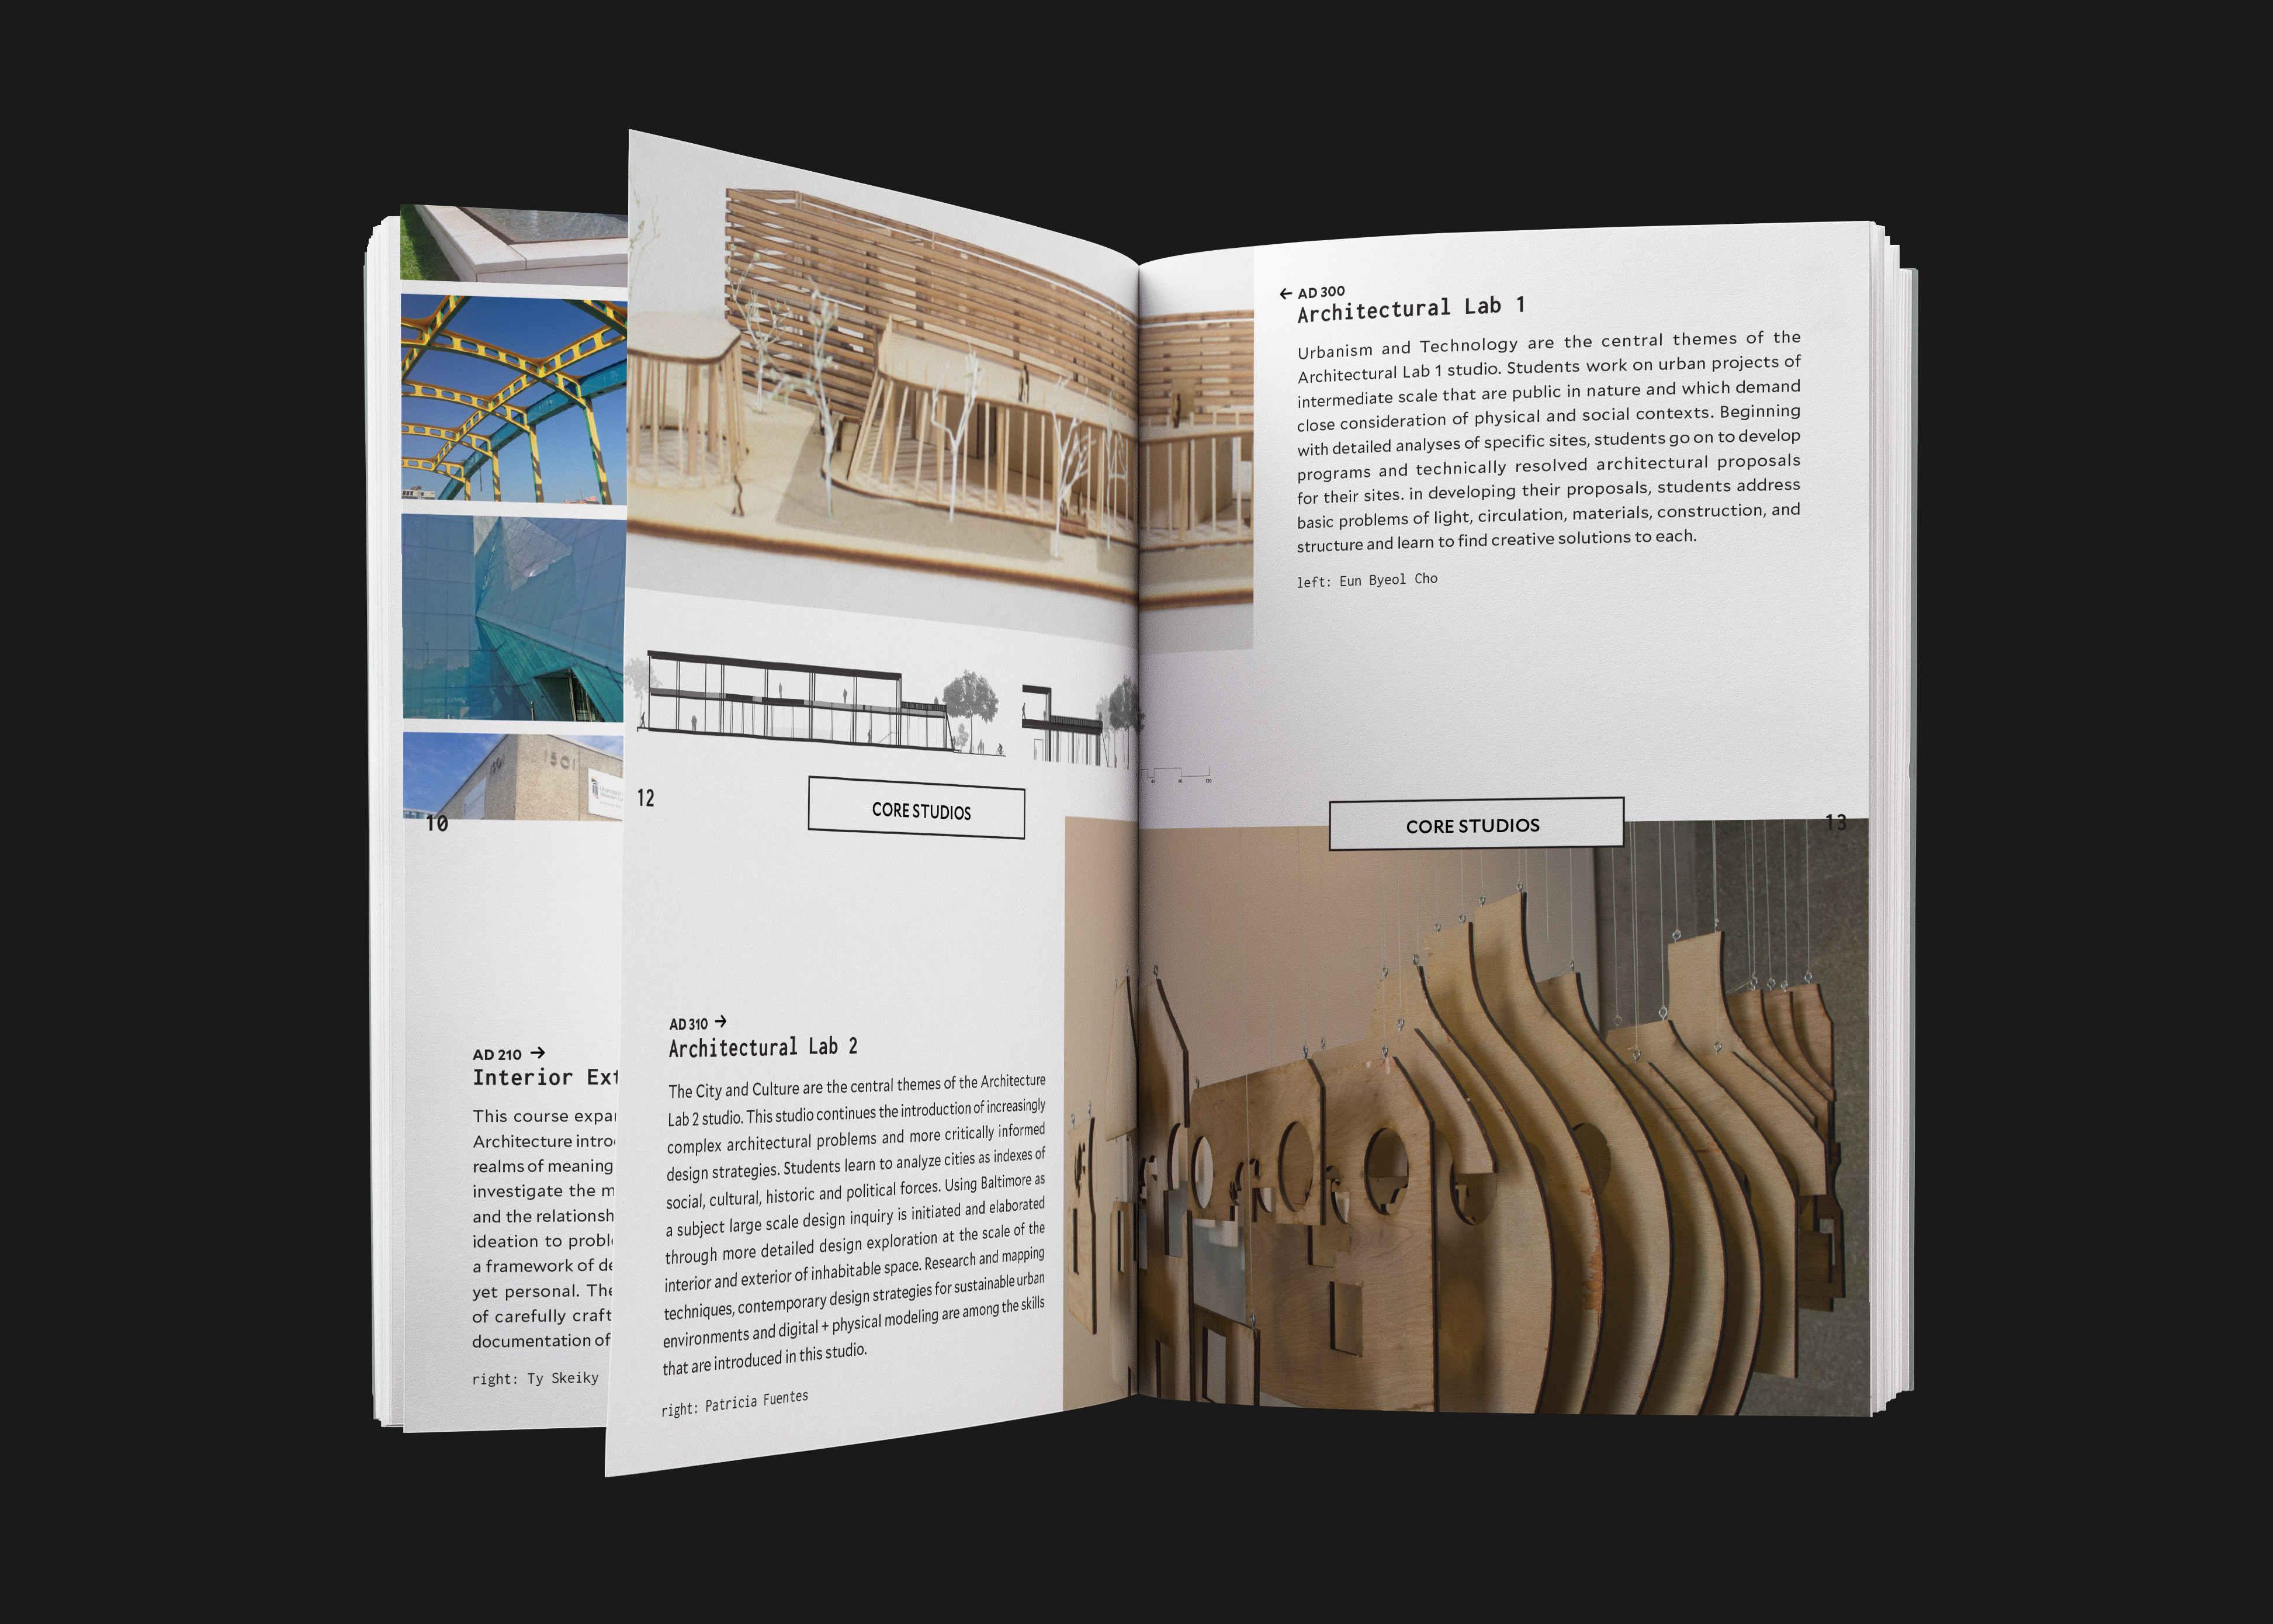 1501
10
AD 210 →
Interior Ext
This course expa
Architecture intro
realms of meaning
investigate the m
and the relationsh
ideation to probl
a framework of de
yet personal. The
of carefully craft
documentation of
right: Ty Skeiky
12
CORE STUDIOS
AD 310 →
Architectural Lab 2
The City and Culture are the central themes of the Architecture
Lab 2 studio. This studio continues the introduction of increasingly
complex architectural problems and more critically informed
design strategies. Students learn to analyze cities as indexes of
social, cultural, historic and political forces. Using Baltimore as
a subject large scale design inquiry is initiated and elaborated
through more detailed design exploration at the scale of the
interior and exterior of inhabitable space. Research and mapping
techniques, contemporary design strategies for sustainable urban
environments and digital + physical modeling are among the skills
that are introduced in this studio.
right: Patricia Fuentes
← AD 300
Architectural Lab 1
Urbanism and Technology are the central themes of the
Architectural Lab 1 studio. Students work on urban projects of
intermediate scale that are public in nature and which demand
close consideration of physical and social contexts. Beginning
with detailed analyses of specific sites, students go on to develop
programs and technically resolved architectural proposals
for their sites. in developing their proposals, students address
basic problems of light, circulation, materials, construction, and
structure and learn to find creative solutions to each.
left: Eun Byeol Cho
CORE STUDIOS
13